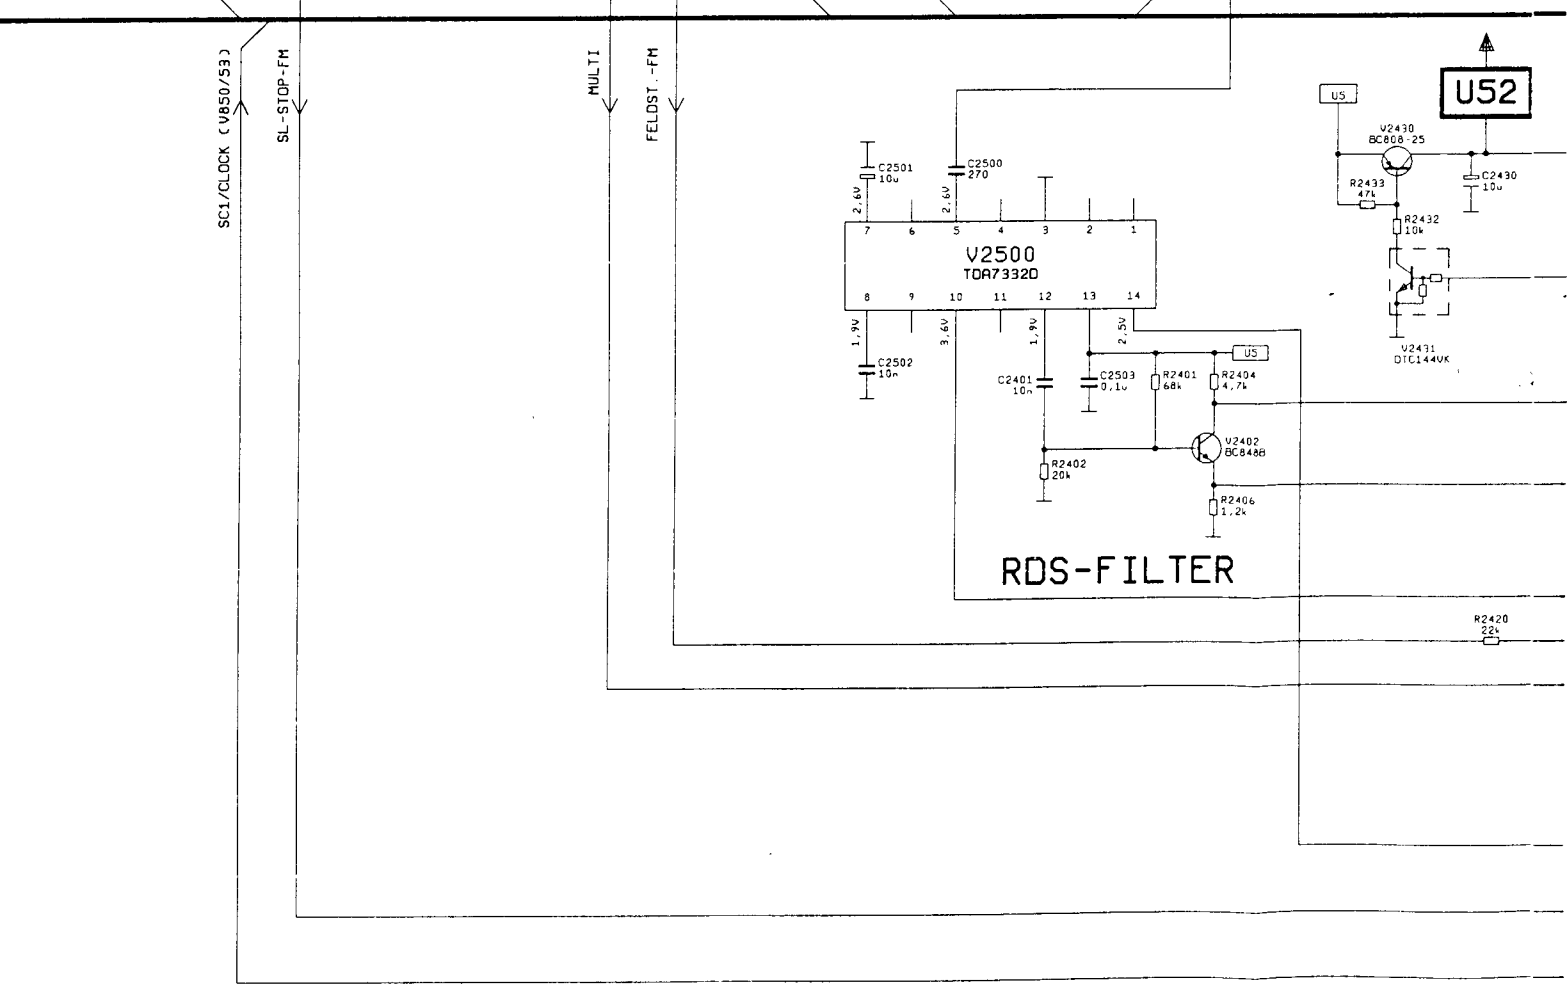 SC1/CLOCK (V850/53)
SL-STOP-FM
MULTI
FELDST.-FM
U5
U52
V2430
BC808-25
C2430
10u
R2433
47k
R2432
10k
V2431
DTC144VK
C2501
10u
C2500
270
2,6V
2,6V
7 6 5 4 3 2 1
V2500
TDA7332D
8 9 10 11 12 13 14
1,9V
3,6V
1,9V
2,5V
C2502
10n
U5
C2401
10n
C2503
0,1u
R2401
68k
R2404
4,7k
V2402
BC848B
R2402
20k
R2406
1,2k
RDS-FILTER
R2420
22k